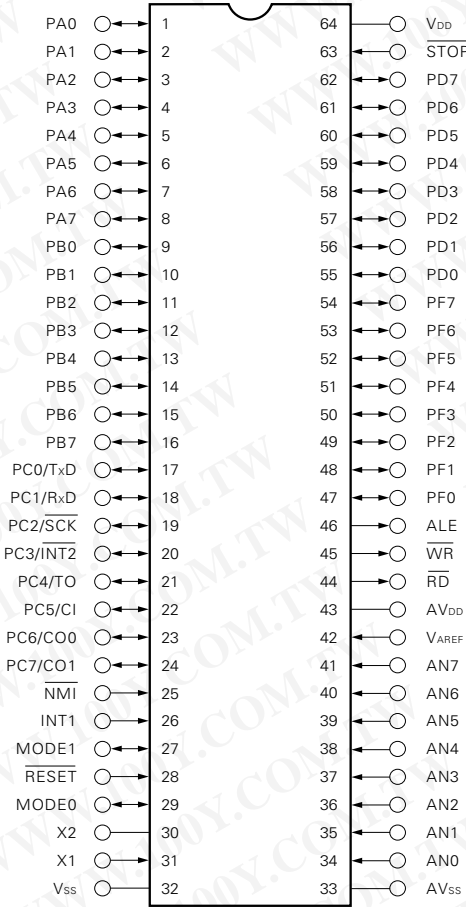 PA0 1 64 VDD
PA1 2 63 STOP
PA2 3 62 PD7
PA3 4 61 PD6
PA4 5 60 PD5
PA5 6 59 PD4
PA6 7 58 PD3
PA7 8 57 PD2
PB0 9 56 PD1
PB1 10 55 PD0
PB2 11 54 PF7
PB3 12 53 PF6
PB4 13 52 PF5
PB5 14 51 PF4
PB6 15 50 PF3
PB7 16 49 PF2
PC0/TxD 17 48 PF1
PC1/RxD 18 47 PF0
PC2/SCK 19 46 ALE
PC3/INT2 20 45 WR
PC4/TO 21 44 RD
PC5/CI 22 43 AVDD
PC6/CO0 23 42 VAREF
PC7/CO1 24 41 AN7
NMI 25 40 AN6
INT1 26 39 AN5
MODE1 27 38 AN4
RESET 28 37 AN3
MODE0 29 36 AN2
X2 30 35 AN1
X1 31 34 AN0
Vss 32 33 AVss
WWW.100Y.COM.TW